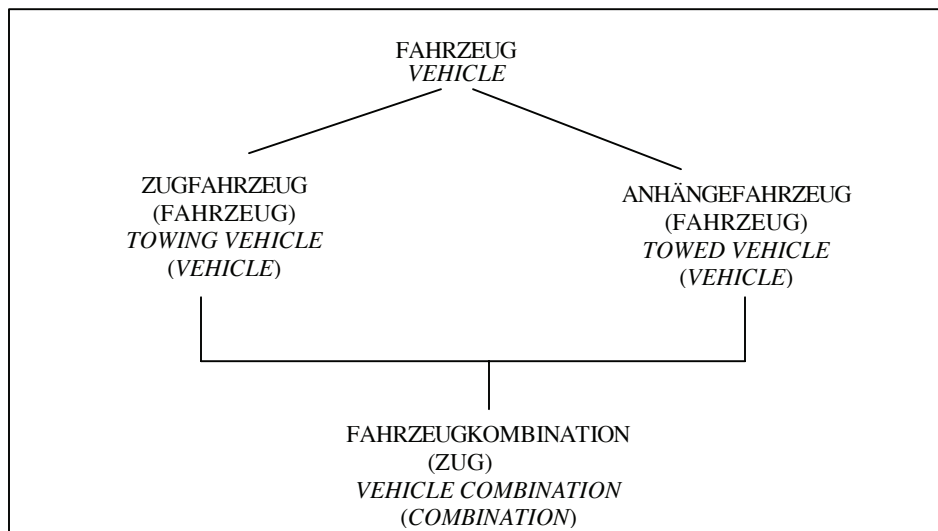 FAHRZEUG
VEHICLE
ZUGFAHRZEUG
(FAHRZEUG)
TOWING VEHICLE
(VEHICLE)
ANHÄNGEFAHRZEUG
(FAHRZEUG)
TOWED VEHICLE
(VEHICLE)
FAHRZEUGKOMBINATION
(ZUG)
VEHICLE COMBINATION
(COMBINATION)